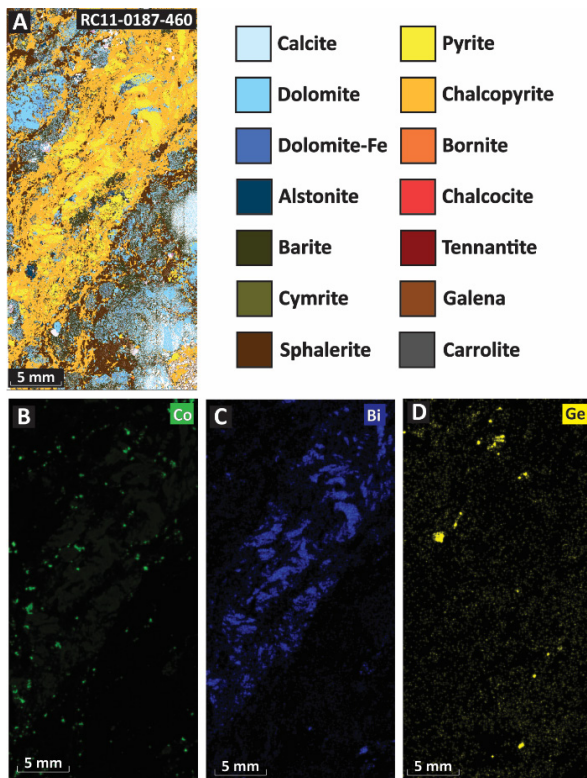 A RC11-0187-460
5 mm
Calcite
Dolomite
Dolomite-Fe
Alstonite
Barite
Cymrite
Sphalerite
Pyrite
Chalcopyrite
Bornite
Chalcocite
Tennantite
Galena
Carrolite
B Co
5 mm
C Bi
5 mm
D Ge
5 mm